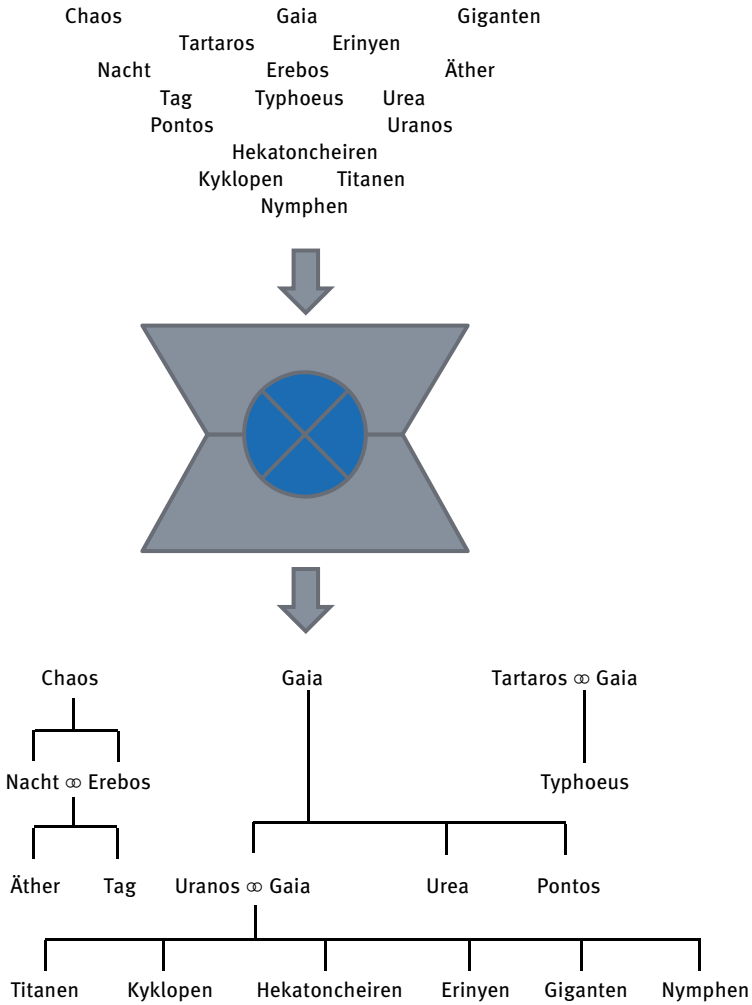 Chaos Gaia Giganten
Tartaros Erinyen
Nacht Erebos Äther
Tag Typhoeus Urea
Pontos Uranos
Hekatoncheiren
Kyklopen Titanen
Nymphen
Chaos Gaia Tartaros ⚭ Gaia
Nacht ⚭ Erebos Typhoeus
Äther Tag Uranos ⚭ Gaia Urea Pontos
Titanen Kyklopen Hekatoncheiren Erinyen Giganten Nymphen